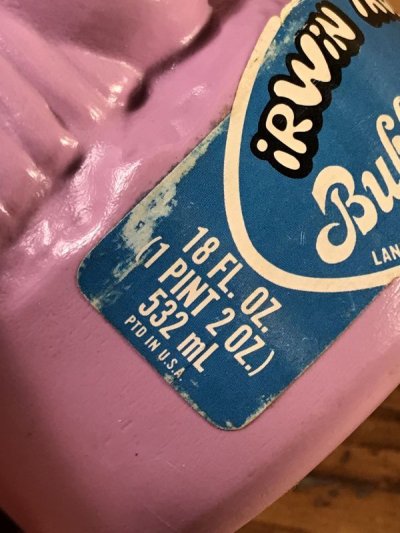 iRWiN
Bub
LAN
18 FL. OZ.
(1 PINT 2 OZ.)
532 mL
PTD IN U.S.A.